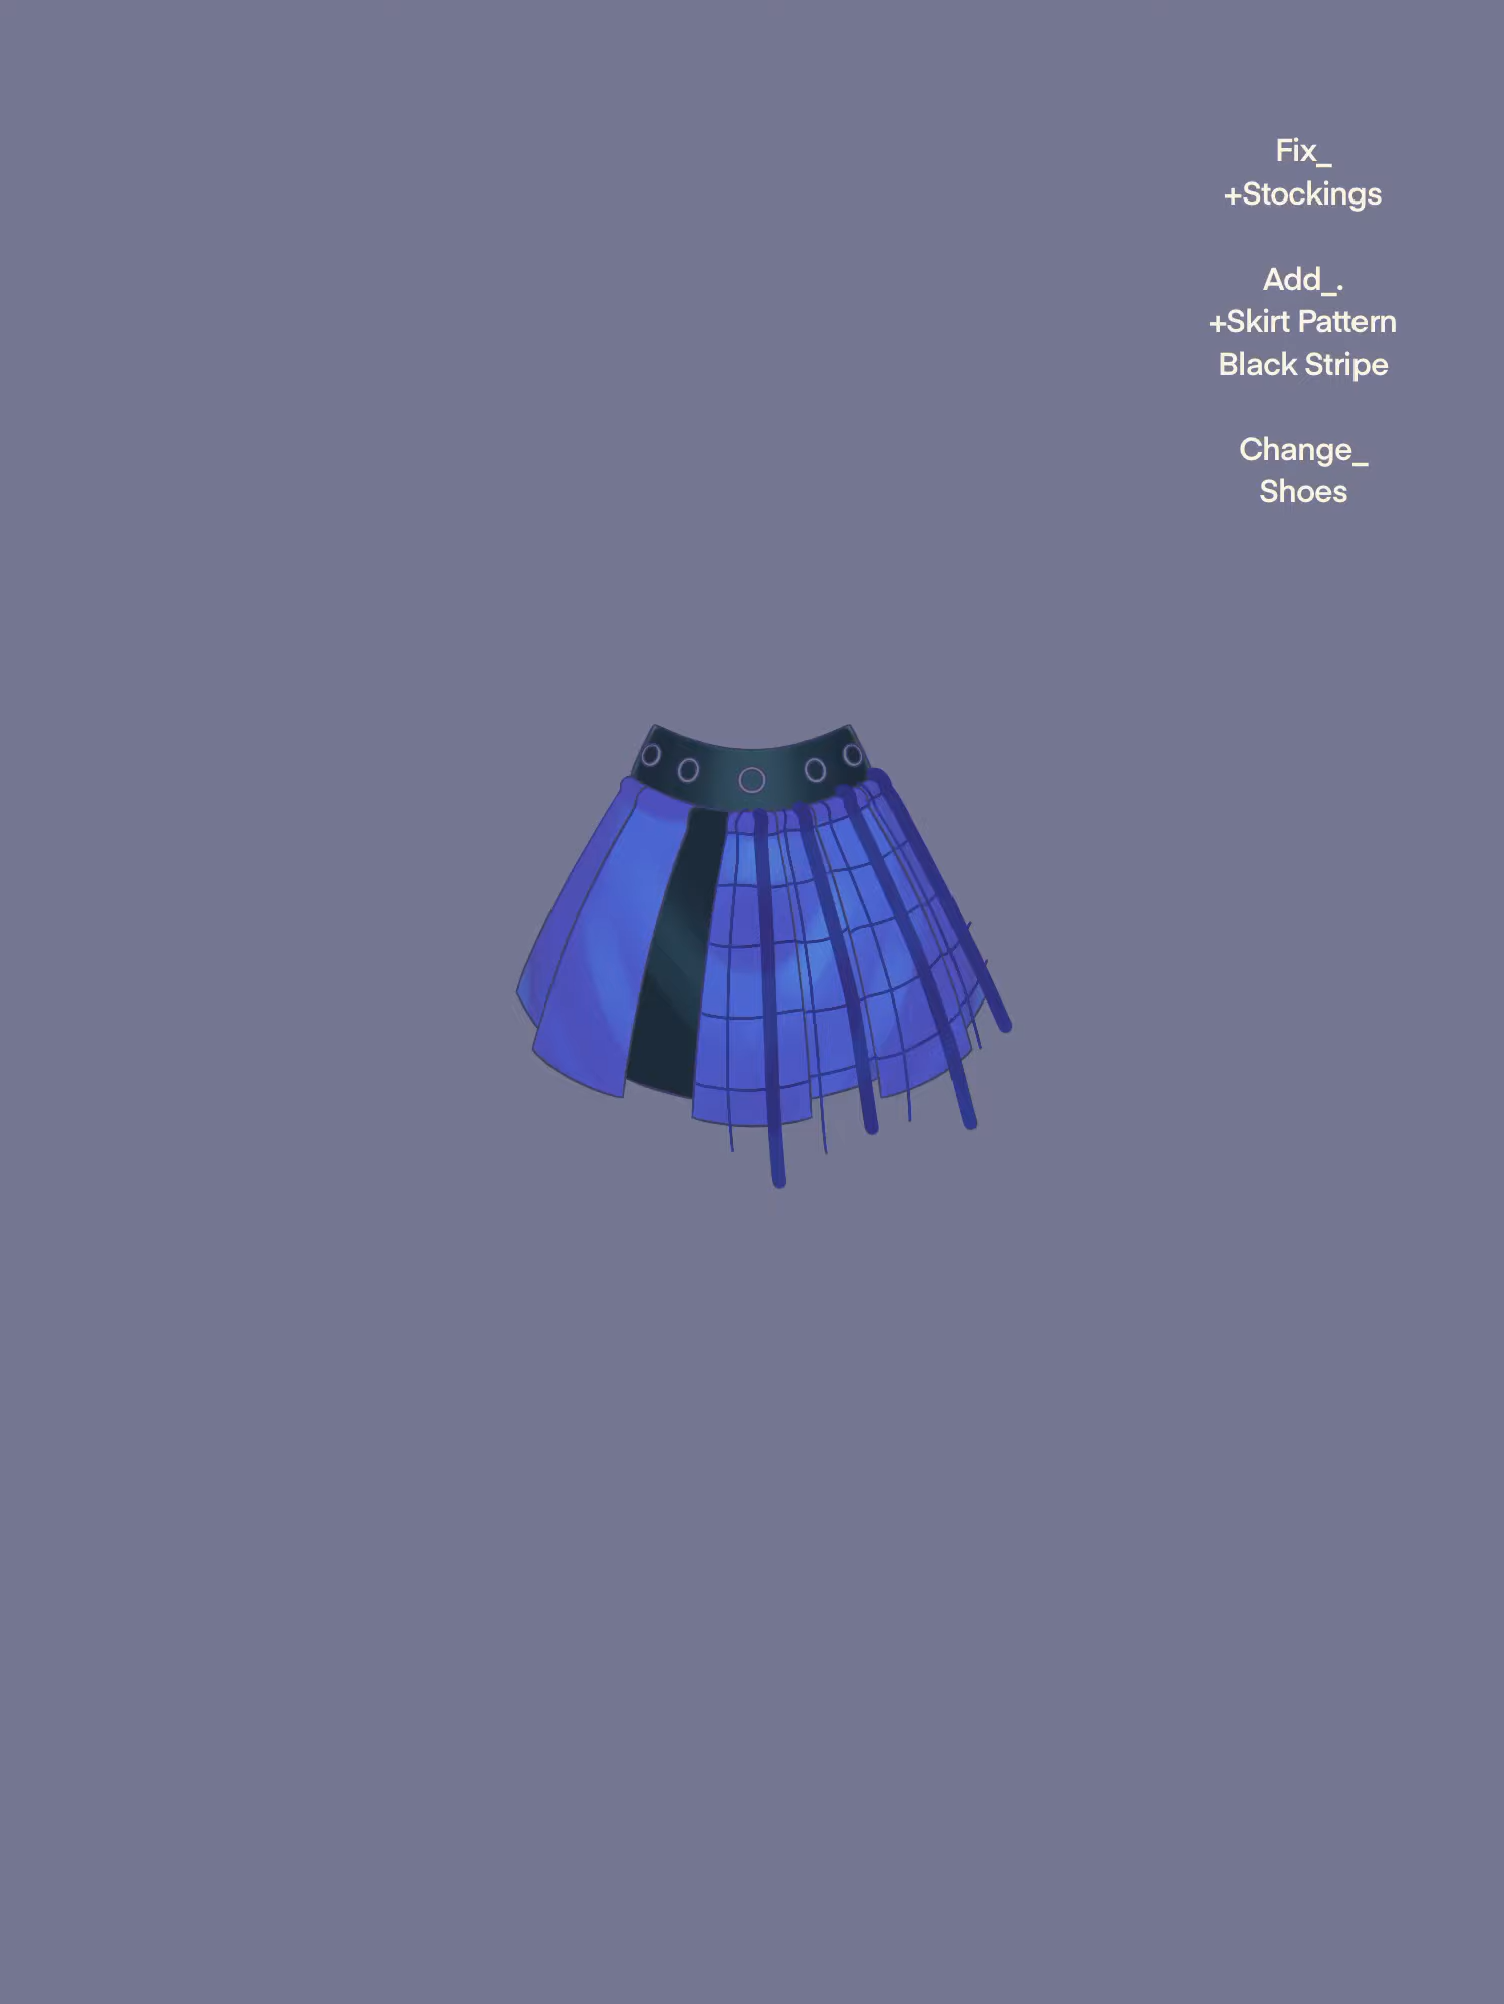 Fix_
+Stockings
Add_.
+Skirt Pattern
Black Stripe
Change_
Shoes